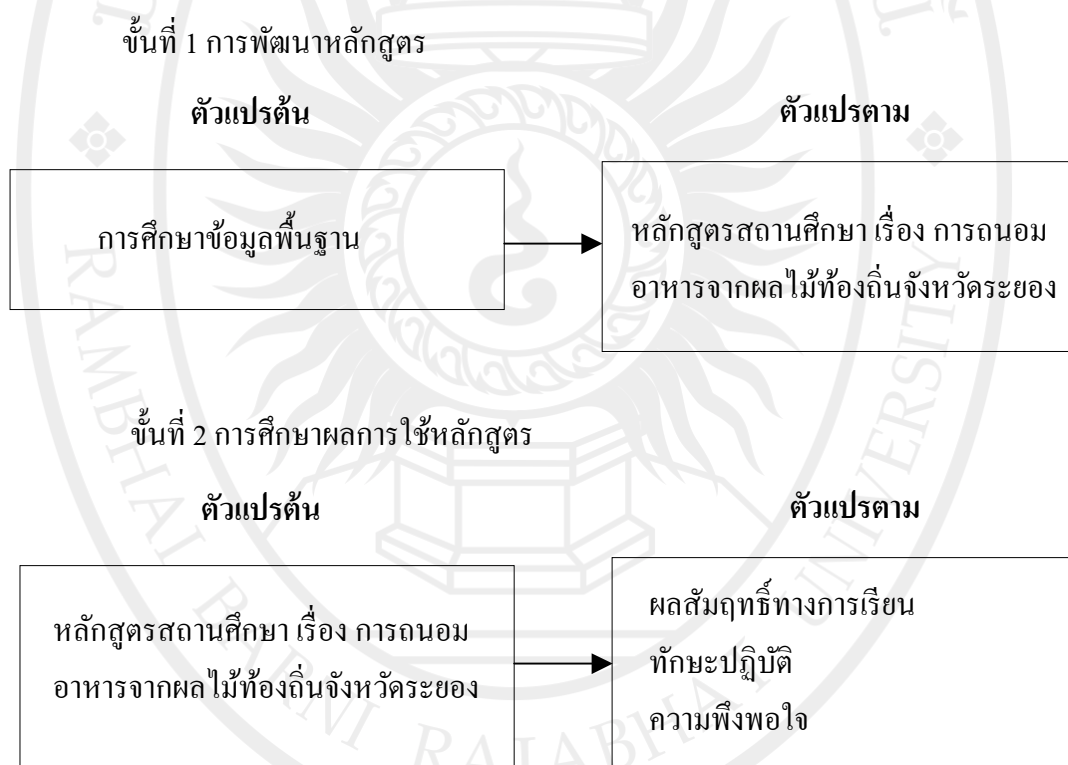 ขั้นที่ 1 การพัฒนาหลักสูตร
ตัวแปรต้น
ตัวแปรตาม
การศึกษาข้อมูลพื้นฐาน
หลักสูตรสถานศึกษา เรื่อง การถนอม
อาหารจากผลไม้ท้องถิ่นจังหวัดระยอง
ขั้นที่ 2 การศึกษาผลการใช้หลักสูตร
ตัวแปรต้น
ตัวแปรตาม
หลักสูตรสถานศึกษา เรื่อง การถนอม
อาหารจากผลไม้ท้องถิ่นจังหวัดระยอง
ผลสัมฤทธิ์ทางการเรียน
ทักษะปฏิบัติ
ความพึงพอใจ
RAMBHAI BARNI RAJABHAT UNIVERSITY